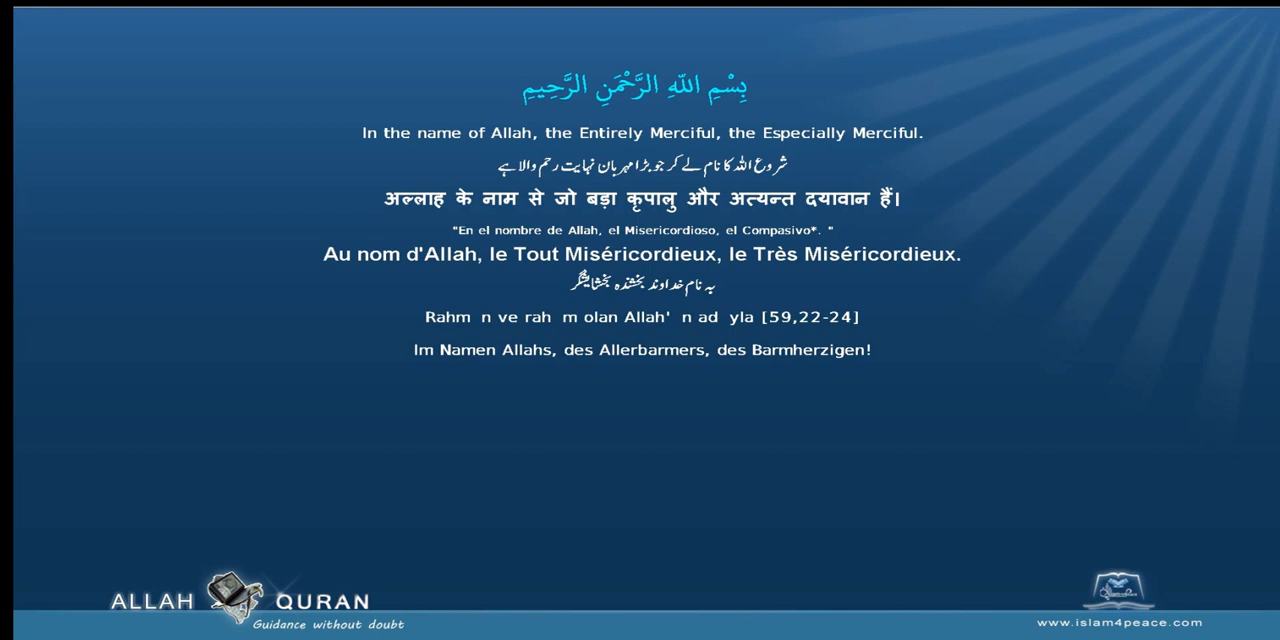 بِسْمِ اللّهِ الرَّحْمَنِ الرَّحِيمِ
In the name of Allah, the Entirely Merciful, the Especially Merciful.
شروع الله کا نام لے کر جو بڑا مہربان نہایت رحم والا ہے
अल्लाह के नाम से जो बड़ा कृपालु और अत्यन्त दयावान हैं।
"En el nombre de Allah, el Misericordioso, el Compasivo*. "
Au nom d'Allah, le Tout Miséricordieux, le Très Miséricordieux.
به نام خداوند بخشنده بخشایشگر
Rahm n ve rah m olan Allah' n ad yla [59,22-24]
Im Namen Allahs, des Allerbarmers, des Barmherzigen!
ALLAH QURAN
Guidance without doubt
www.islam4peace.com